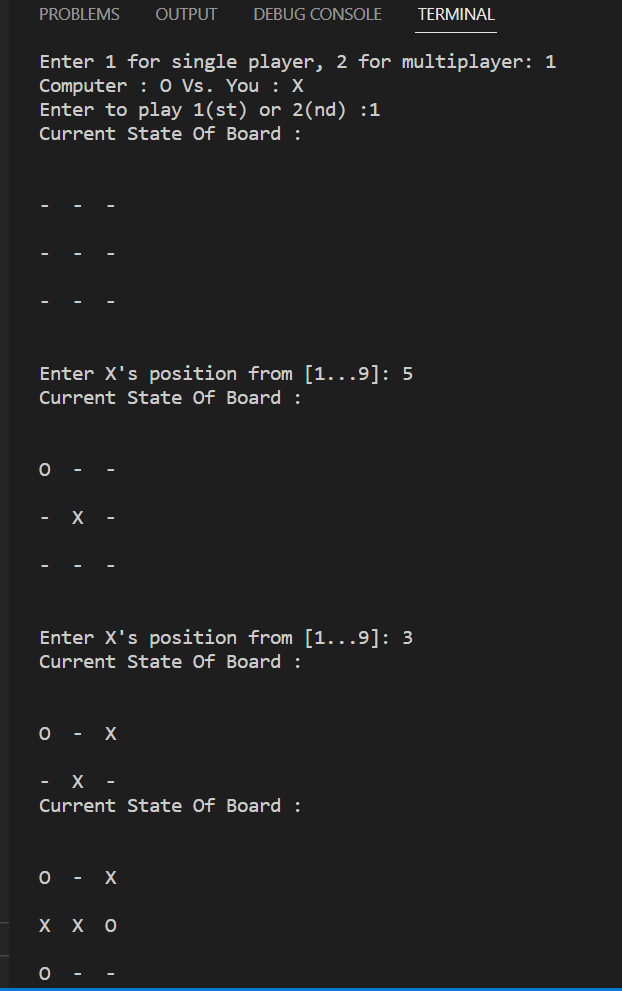 PROBLEMS OUTPUT DEBUG CONSOLE TERMINAL
Enter 1 for single player, 2 for multiplayer: 1
Computer : O Vs. You : X
Enter to play 1(st) or 2(nd) :1
Current State Of Board :
- - -
- - -
- - -
Enter X's position from [1...9]: 5
Current State Of Board :
O - -
- X -
- - -
Enter X's position from [1...9]: 3
Current State Of Board :
O - X
- X -
Current State Of Board :
O - X
X X O
O - -